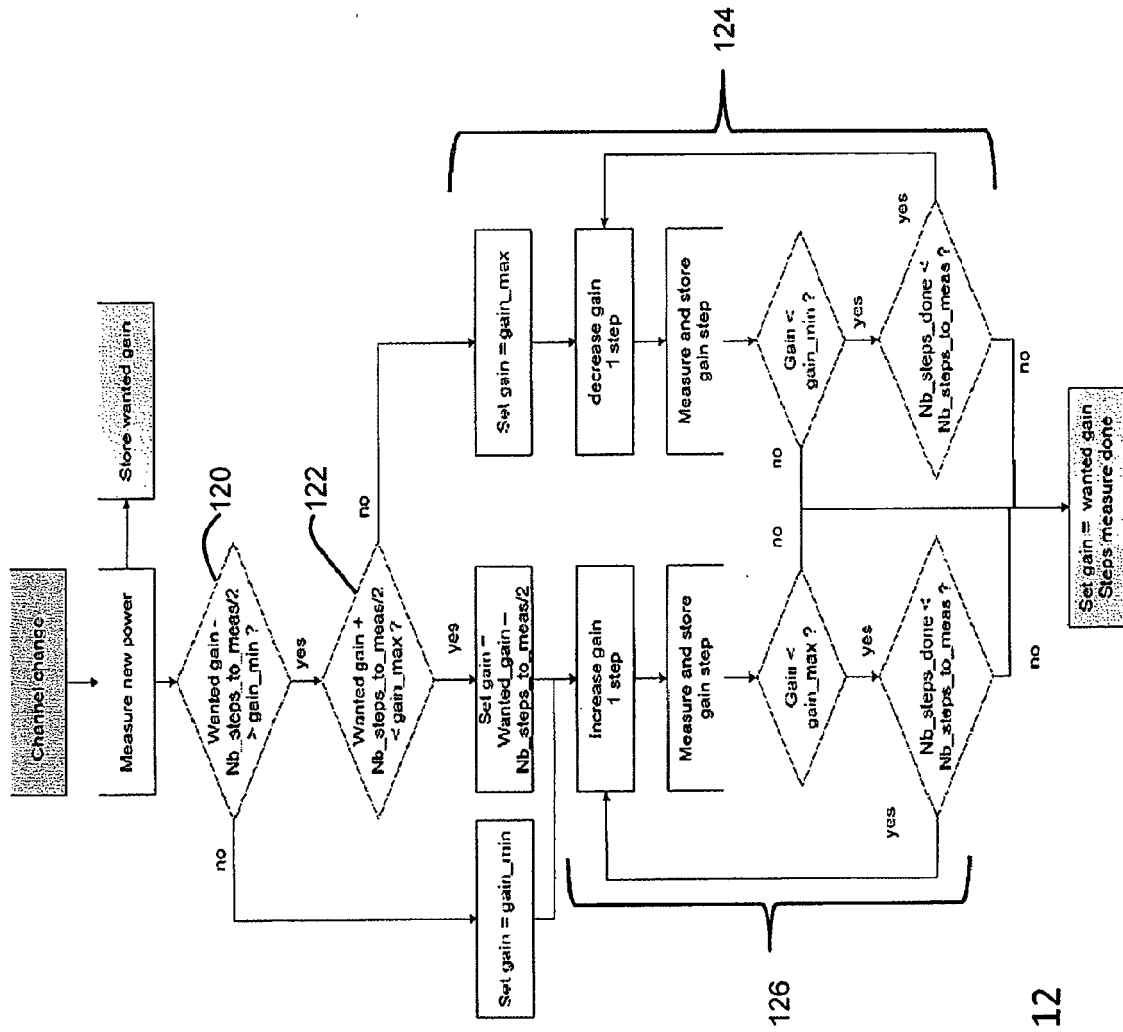 Channel change
Measure new power
Store wanted gain
120
Wanted gain -
Nb_steps_to_meas/2
> gain_min ?
no
yes
122
Wanted gain +
Nb_steps_to_meas/2
< gain_max ?
no
yes
Set gain = gain_min
Set gain -
Wanted_gain -
Nb_steps_to_meas/2
Set gain = gain_max
124
Increase gain
1 step
decrease gain
1 step
Measure and store
gain step
Measure and store
gain step
Gain <
gain_max ?
no
no
Gain <
gain_min ?
yes
yes
126
yes
Nb_steps_done <
Nb_steps_to_meas ?
Nb_steps_done <
Nb_steps_to_meas ?
yes
no
no
Set gain = wanted gain
Steps measure done
12